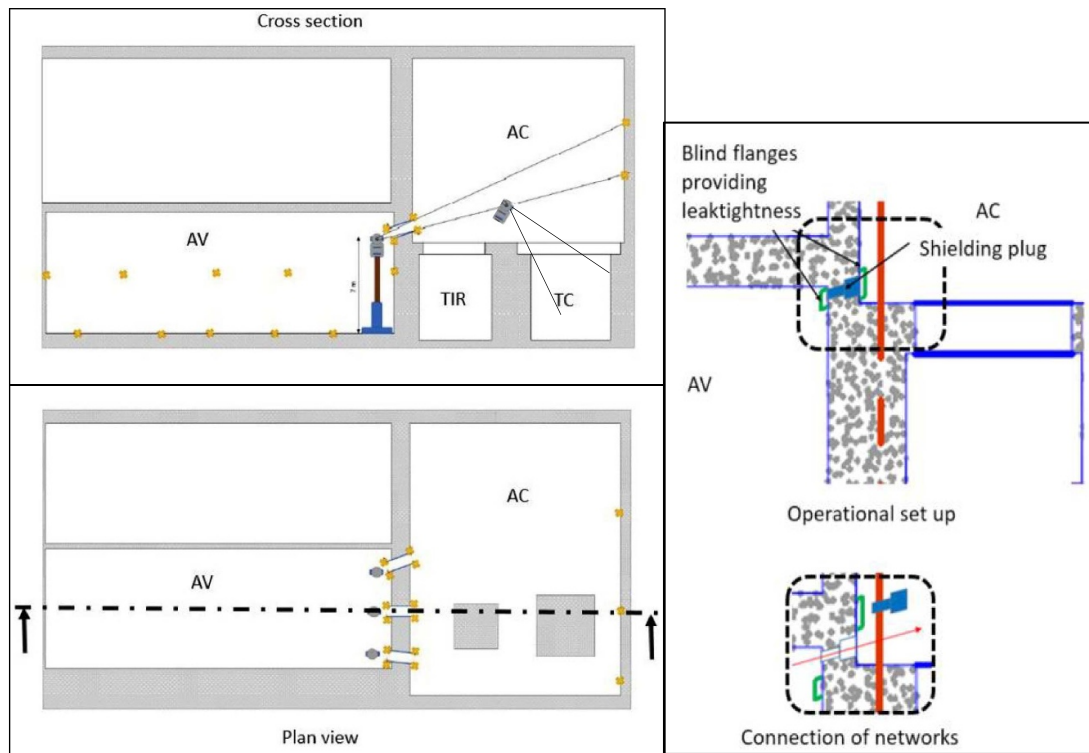 Cross section
AC
AV
7 m
TIR
TC
AC
AV
Plan view
Blind flanges
providing
leaktightness
AC
Shielding plug
AV
Operational set up
Connection of networks